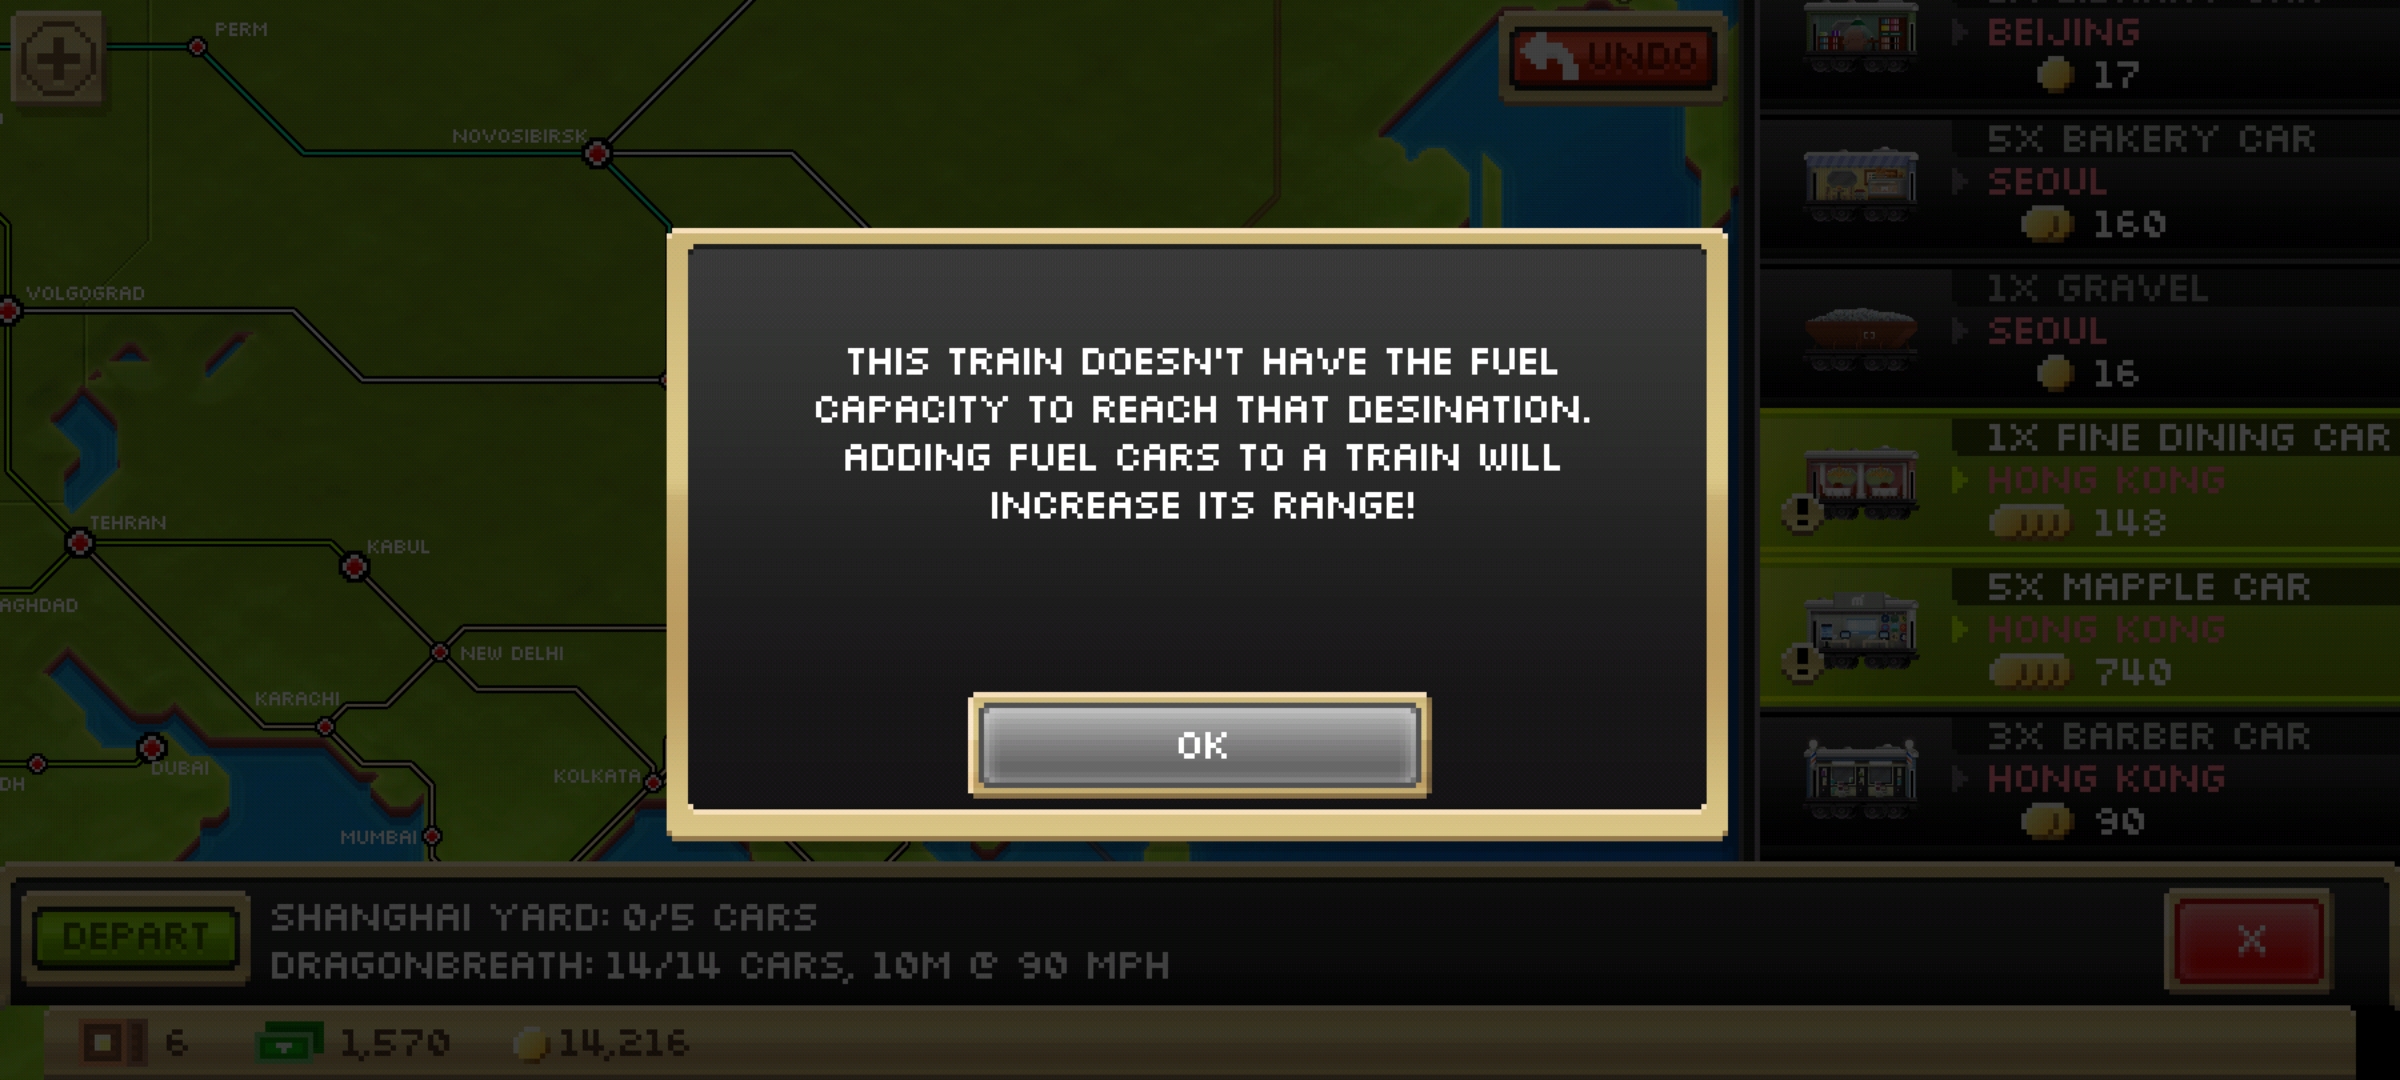 PERM
UNDO
BEIJING
17
NOVOSIBIRSK
5X BAKERY CAR
SEOUL
160
VOLGOGRAD
1X GRAVEL
SEOUL
16
THIS TRAIN DOESN'T HAVE THE FUEL
CAPACITY TO REACH THAT DESINATION.
ADDING FUEL CARS TO A TRAIN WILL
INCREASE ITS RANGE!
1X FINE DINING CAR
HONG KONG
148
TEHRAN
KABUL
AGHDAD
5X MAPPLE CAR
HONG KONG
740
NEW DELHI
KARACHI
DUBAI
DH
KOLKATA
MUMBAI
OK
3X BARBER CAR
HONG KONG
90
DEPART
SHANGHAI YARD: 0/5 CARS
DRAGONBREATH: 14/14 CARS, 10M @ 90 MPH
X
6
1,570
14,216